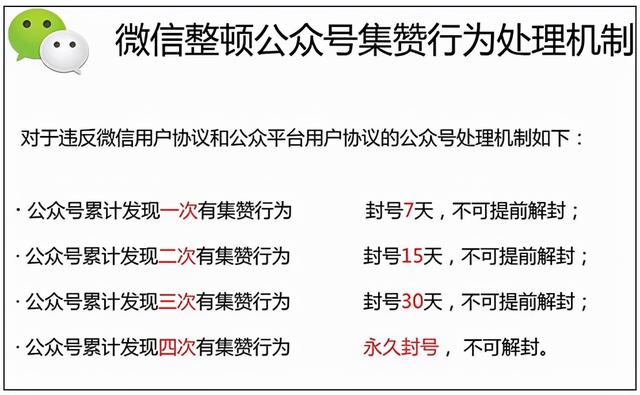 微信整顿公众号集赞行为处理机制
对于违反微信用户协议和公众平台用户协议的公众号处理机制如下：
· 公众号累计发现一次有集赞行为 封号7天，不可提前解封；
· 公众号累计发现二次有集赞行为 封号15天，不可提前解封；
· 公众号累计发现三次有集赞行为 封号30天，不可提前解封；
· 公众号累计发现四次有集赞行为 永久封号， 不可解封。